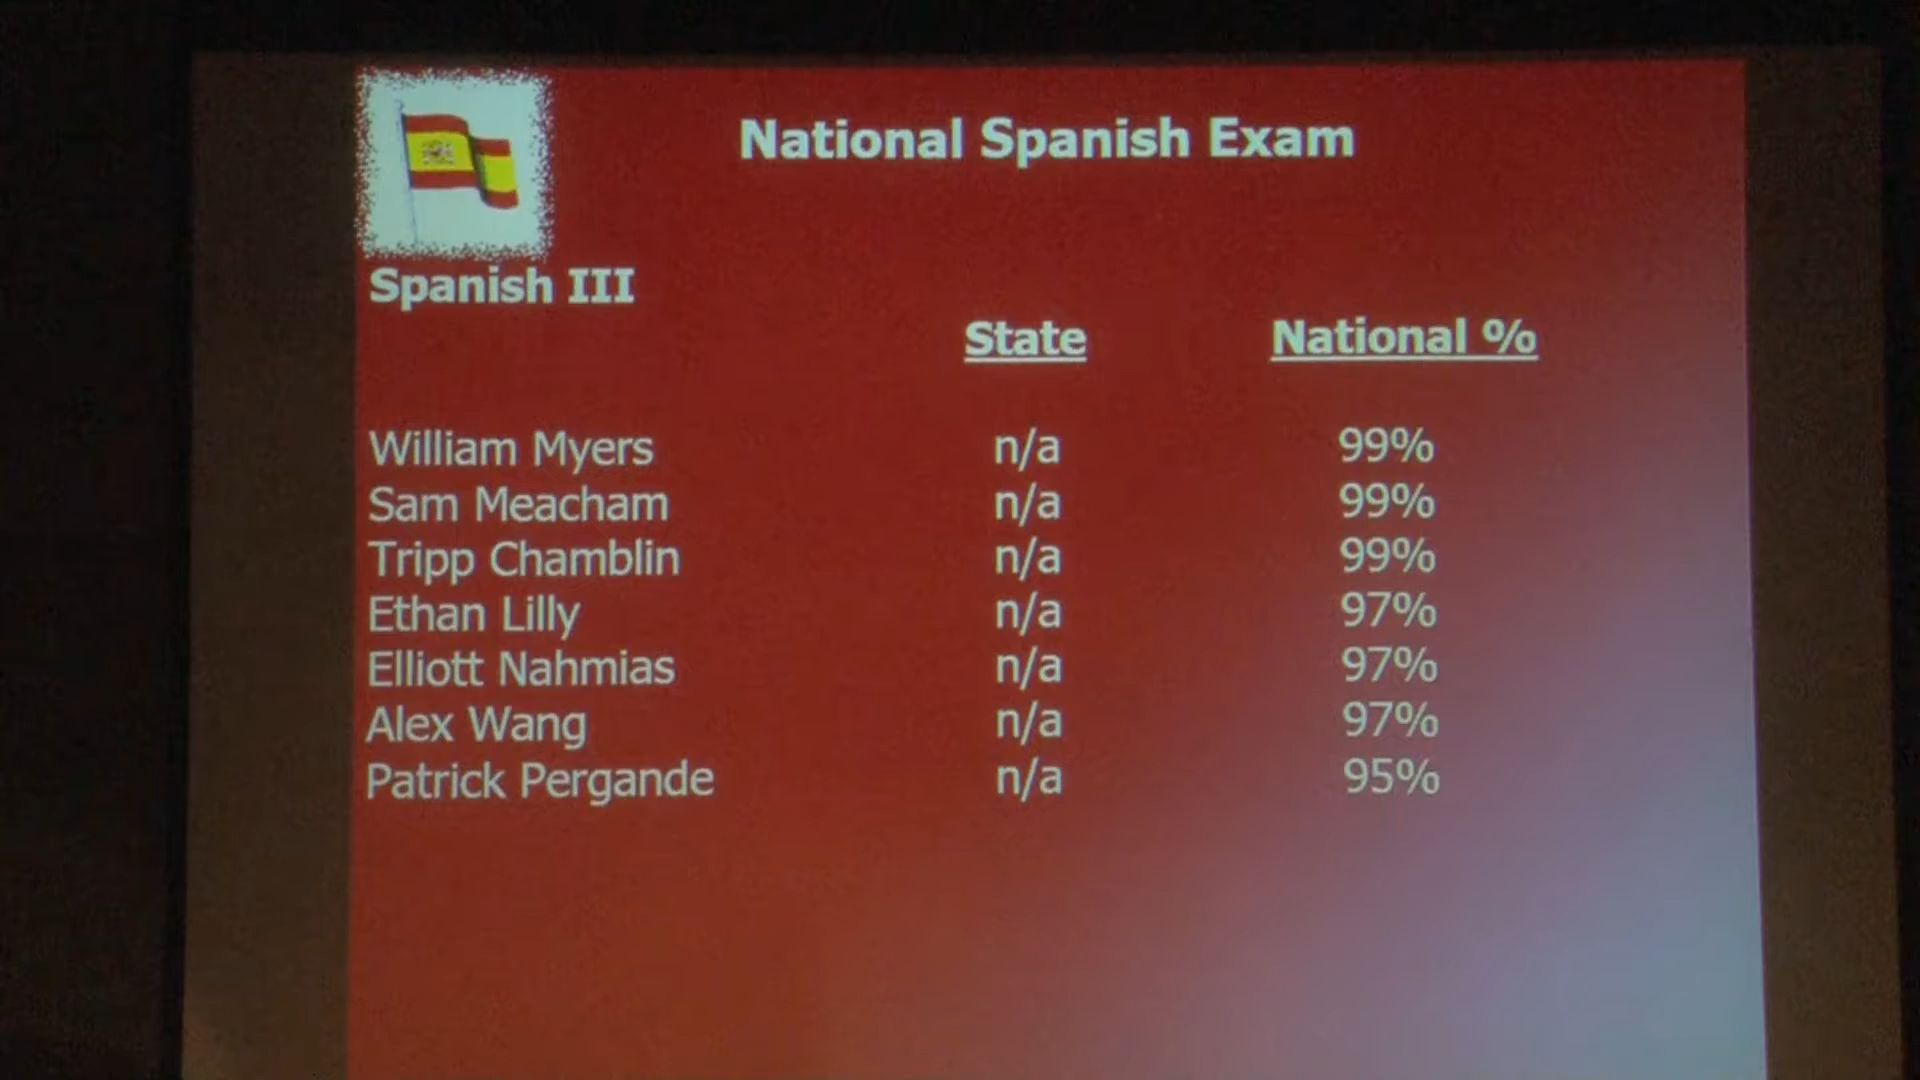 National Spanish Exam
Spanish III
State National %
William Myers n/a 99%
Sam Meacham n/a 99%
Tripp Chamblin n/a 99%
Ethan Lilly n/a 97%
Elliott Nahmias n/a 97%
Alex Wang n/a 97%
Patrick Pergande n/a 95%